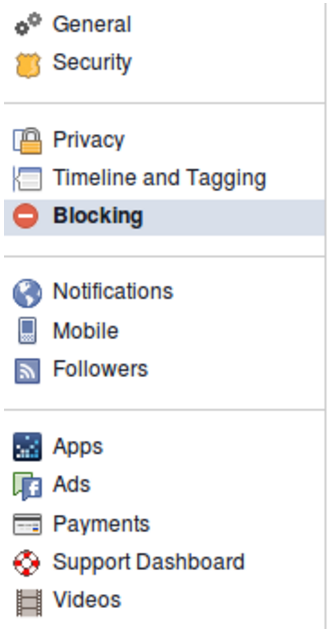 General
Security
Privacy
Timeline and Tagging
Blocking
Notifications
Mobile
Followers
Apps
Ads
Payments
Support Dashboard
Videos